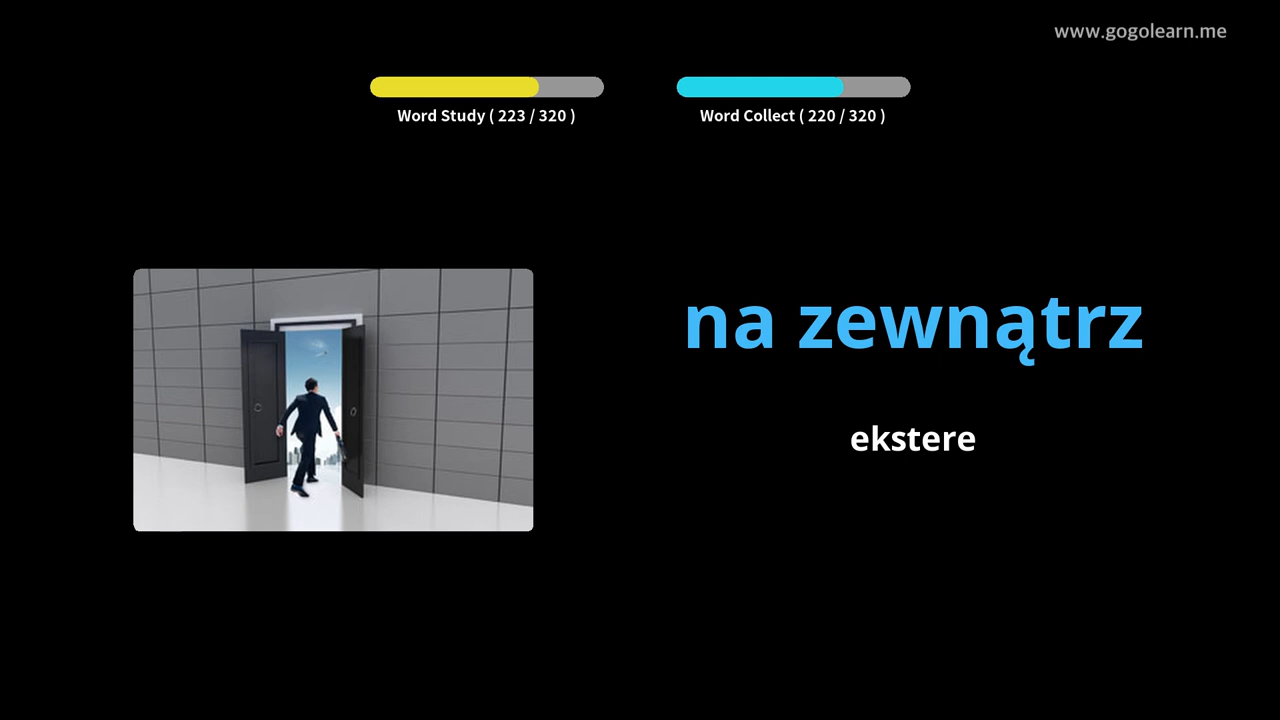 www.gogolearn.me
Word Study ( 223 / 320 )
Word Collect ( 220 / 320 )
na zewnątrz
ekstere